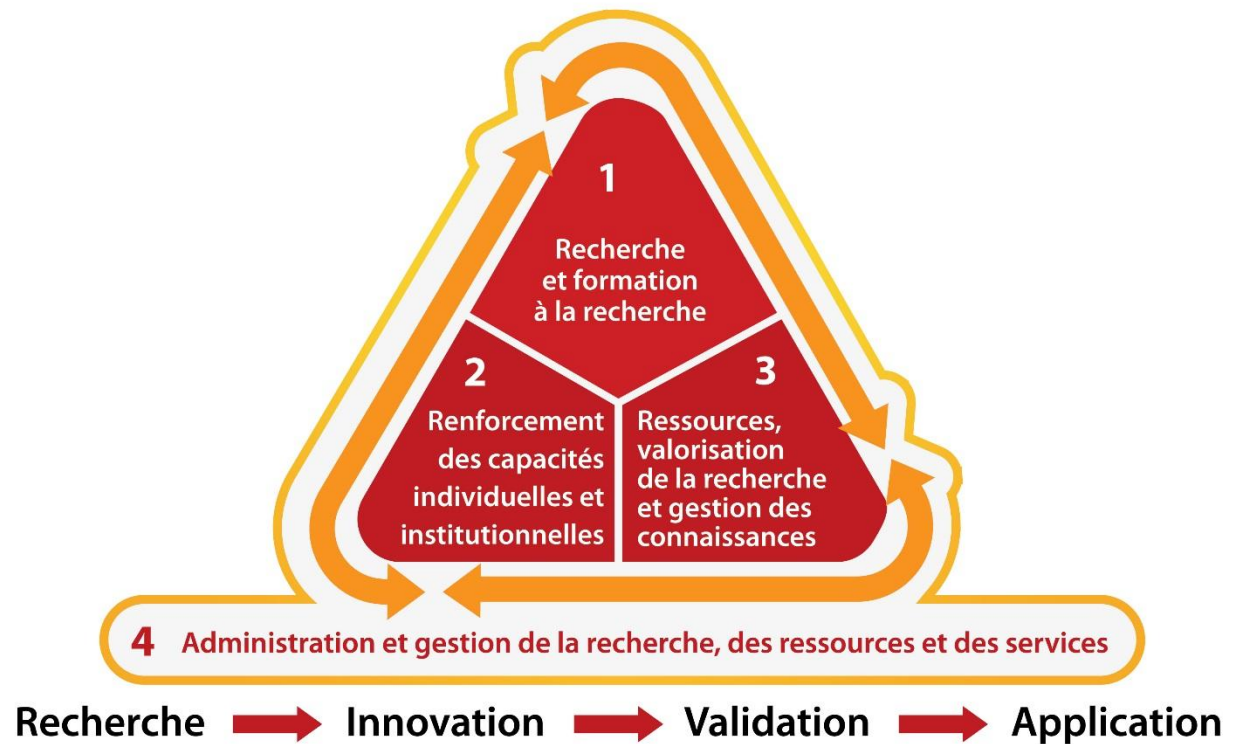 1
Recherche
et formation
à la recherche
2
Renforcement
des capacités
individuelles et
institutionnelles
3
Ressources,
valorisation
de la recherche
et gestion des
connaissances
4 Administration et gestion de la recherche, des ressources et des services
Recherche Innovation Validation Application